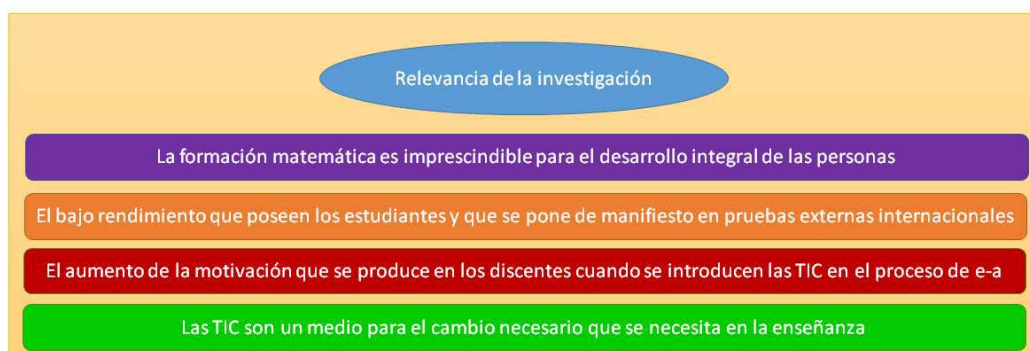 Relevancia de la investigación
La formación matemática es imprescindible para el desarrollo integral de las personas
El bajo rendimiento que poseen los estudiantes y que se pone de manifiesto en pruebas externas internacionales
El aumento de la motivación que se produce en los discentes cuando se introducen las TIC en el proceso de e-a
Las TIC son un medio para el cambio necesario que se necesita en la enseñanza